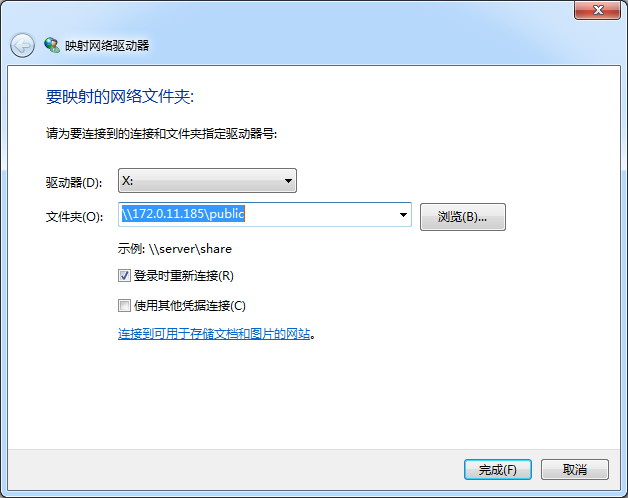 映射网络驱动器
要映射的网络文件夹:
请为要连接到的连接和文件夹指定驱动器号:
驱动器(D): X:
文件夹(O): \\172.0.11.185\public 浏览(B)...
示例: \\server\share
登录时重新连接(R)
使用其他凭据连接(C)
连接到可用于存储文档和图片的网站。
完成(F) 取消